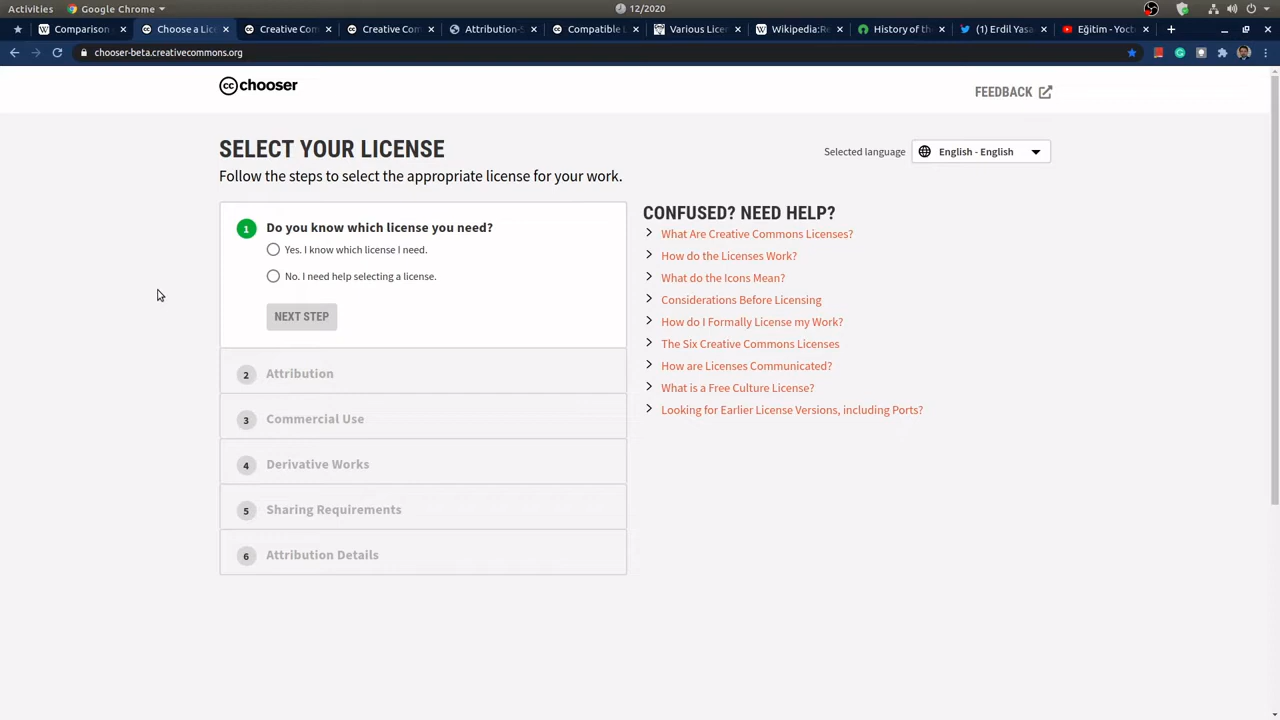 Activities
Google Chrome
12/2020
Comparison
Choose a Lic
Creative Com
Creative Com
Attribution-S
Compatible L
Various Licen
Wikipedia:Re
History of the
(1) Erdil Yasa
Eğitim - Yocto
chooser-beta.creativecommons.org
cc chooser
FEEDBACK
SELECT YOUR LICENSE
Selected language
English - English
Follow the steps to select the appropriate license for your work.
1 Do you know which license you need?
Yes. I know which license I need.
No. I need help selecting a license.
NEXT STEP
2 Attribution
3 Commercial Use
4 Derivative Works
5 Sharing Requirements
6 Attribution Details
CONFUSED? NEED HELP?
What Are Creative Commons Licenses?
How do the Licenses Work?
What do the Icons Mean?
Considerations Before Licensing
How do I Formally License my Work?
The Six Creative Commons Licenses
How are Licenses Communicated?
What is a Free Culture License?
Looking for Earlier License Versions, including Ports?